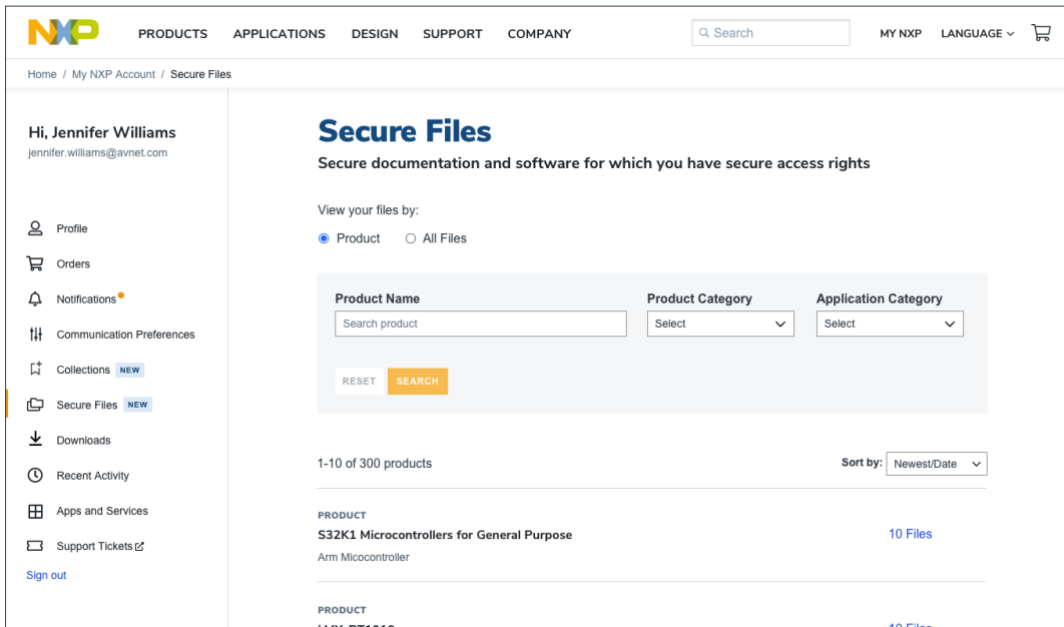 NXP PRODUCTS APPLICATIONS DESIGN SUPPORT COMPANY Search MY NXP LANGUAGE
Home / My NXP Account / Secure Files
Hi, Jennifer Williams
jennifer.williams@avnet.com
Profile
Orders
Notifications
Communication Preferences
Collections NEW
Secure Files NEW
Downloads
Recent Activity
Apps and Services
Support Tickets
Sign out
Secure Files
Secure documentation and software for which you have secure access rights
View your files by:
Product All Files
Product Name Product Category Application Category
Search product Select Select
RESET SEARCH
1-10 of 300 products Sort by: Newest/Date
PRODUCT
S32K1 Microcontrollers for General Purpose 10 Files
Arm Micocontroller
PRODUCT
i.MX-RT1010 10 Files